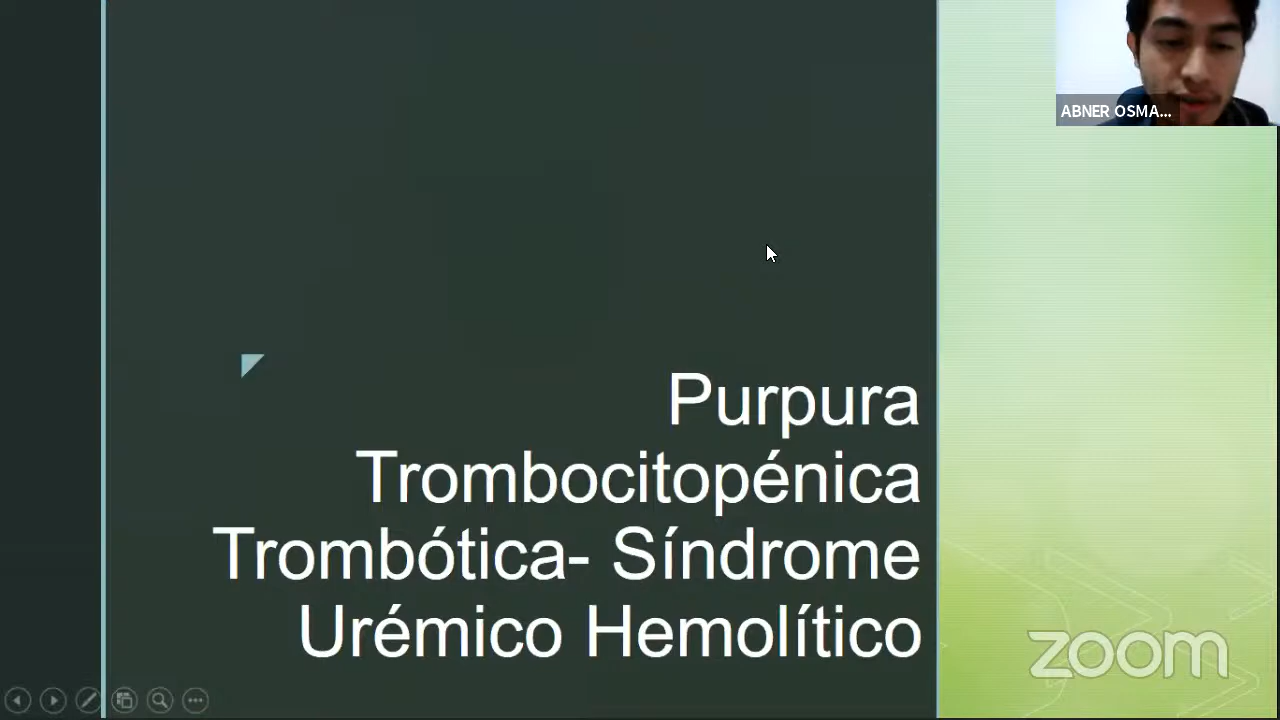 ABNER OSMA...
Purpura
Trombocitopénica
Trombótica- Síndrome
Urémico Hemolítico
zoom